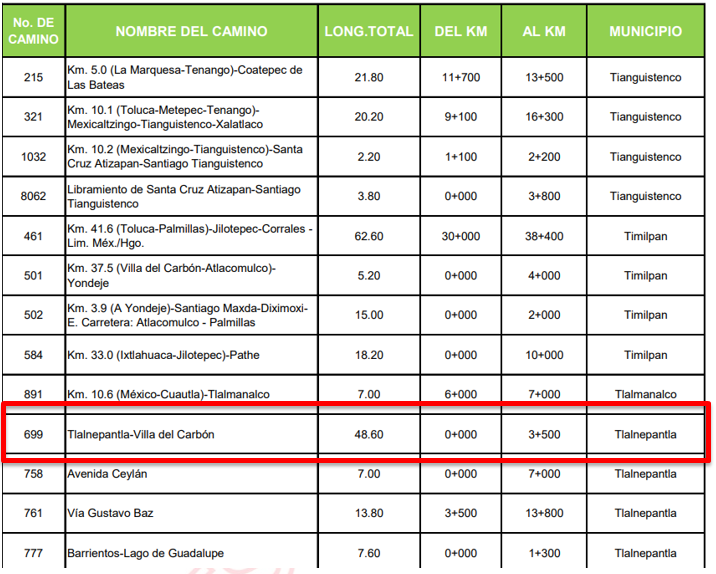 No. DE CAMINO NOMBRE DEL CAMINO LONG.TOTAL DEL KM AL KM MUNICIPIO
215 Km. 5.0 (La Marquesa-Tenango)-Coatepec de Las Bateas 21.80 11+700 13+500 Tianguistenco
321 Km. 10.1 (Toluca-Metepec-Tenango)-Mexicaltzingo-Tianguistenco-Xalatlaco 20.20 9+100 16+300 Tianguistenco
1032 Km. 10.2 (Mexicaltzingo-Tianguistenco)-Santa Cruz Atizapan-Santiago Tianguistenco 2.20 1+100 2+200 Tianguistenco
8062 Libramiento de Santa Cruz Atizapan-Santiago Tianguistenco 3.80 0+000 3+800 Tianguistenco
461 Km. 41.6 (Toluca-Palmillas)-Jilotepec-Corrales - Lim. Méx./Hgo. 62.60 30+000 38+400 Timilpan
501 Km. 37.5 (Villa del Carbón-Atlacomulco)-Yondeje 5.20 0+000 4+000 Timilpan
502 Km. 3.9 (A Yondeje)-Santiago Maxda-Diximoxi-E. Carretera: Atlacomulco - Palmillas 15.00 0+000 2+000 Timilpan
584 Km. 33.0 (Ixtlahuaca-Jilotepec)-Pathe 18.20 0+000 10+000 Timilpan
891 Km. 10.6 (México-Cuautla)-Tlalmanalco 7.00 6+000 7+000 Tlalmanalco
699 Tlalnepantla-Villa del Carbón 48.60 0+000 3+500 Tlalnepantla
758 Avenida Ceylán 7.00 0+000 7+000 Tlalnepantla
761 Vía Gustavo Baz 13.80 3+500 13+800 Tlalnepantla
777 Barrientos-Lago de Guadalupe 7.60 0+000 1+300 Tlalnepantla